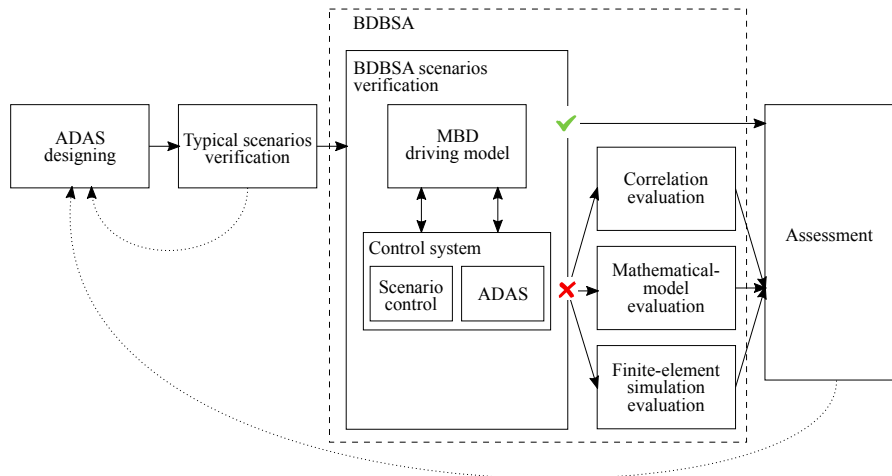 BDBSA
BDBSA scenarios
verification
ADAS
designing
Typical scenarios
verification
MBD
driving model
Control system
Scenario
control
ADAS
Correlation
evaluation
Mathematical-
model
evaluation
Finite-element
simulation
evaluation
Assessment